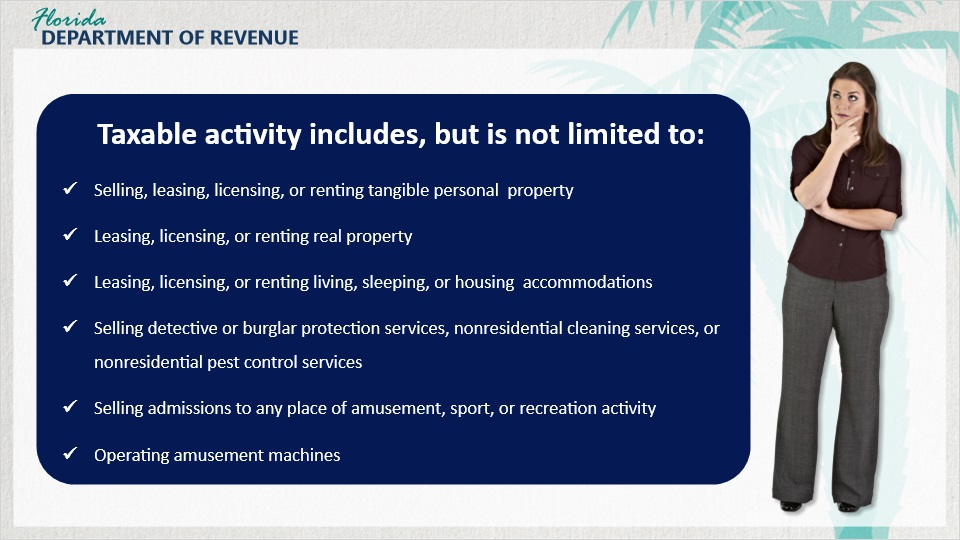 Florida
DEPARTMENT OF REVENUE
Taxable activity includes, but is not limited to:
✓ Selling, leasing, licensing, or renting tangible personal property
✓ Leasing, licensing, or renting real property
✓ Leasing, licensing, or renting living, sleeping, or housing accommodations
✓ Selling detective or burglar protection services, nonresidential cleaning services, or
nonresidential pest control services
✓ Selling admissions to any place of amusement, sport, or recreation activity
✓ Operating amusement machines